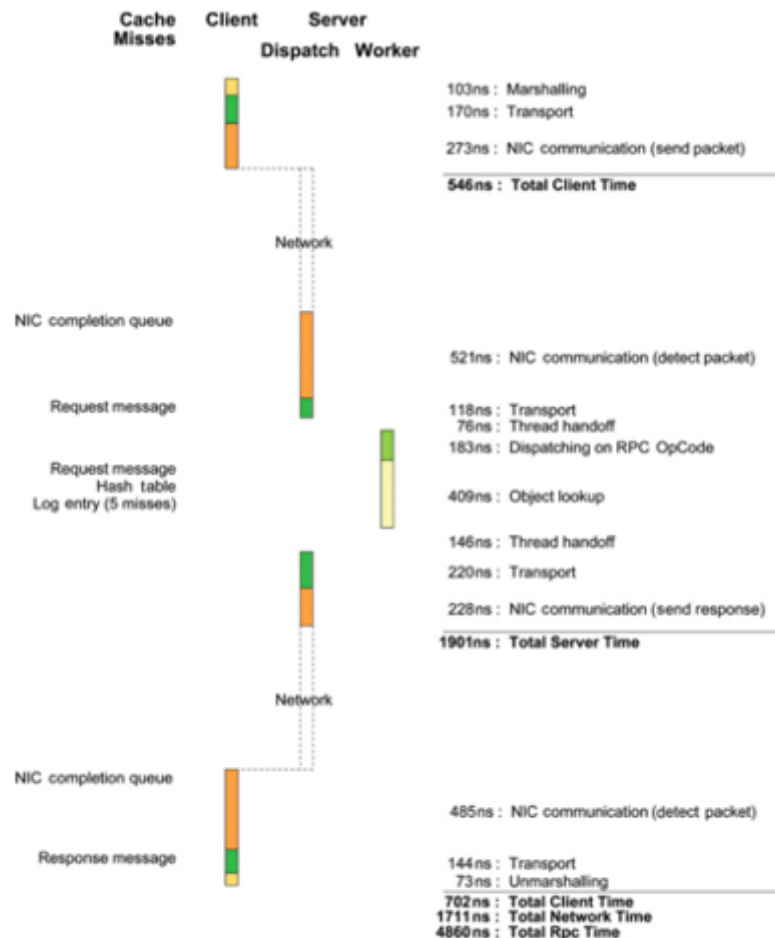 Cache Misses
Client
Server
Dispatch
Worker
103ns : Marshalling
170ns : Transport
273ns : NIC communication (send packet)
546ns : Total Client Time
Network
NIC completion queue
521ns : NIC communication (detect packet)
Request message
118ns : Transport
76ns : Thread handoff
183ns : Dispatching on RPC OpCode
Request message
Hash table
Log entry (5 misses)
409ns : Object lookup
146ns : Thread handoff
220ns : Transport
228ns : NIC communication (send response)
1901ns : Total Server Time
Network
NIC completion queue
485ns : NIC communication (detect packet)
Response message
144ns : Transport
73ns : Unmarshalling
702ns : Total Client Time
1711ns : Total Network Time
4860ns : Total Rpc Time